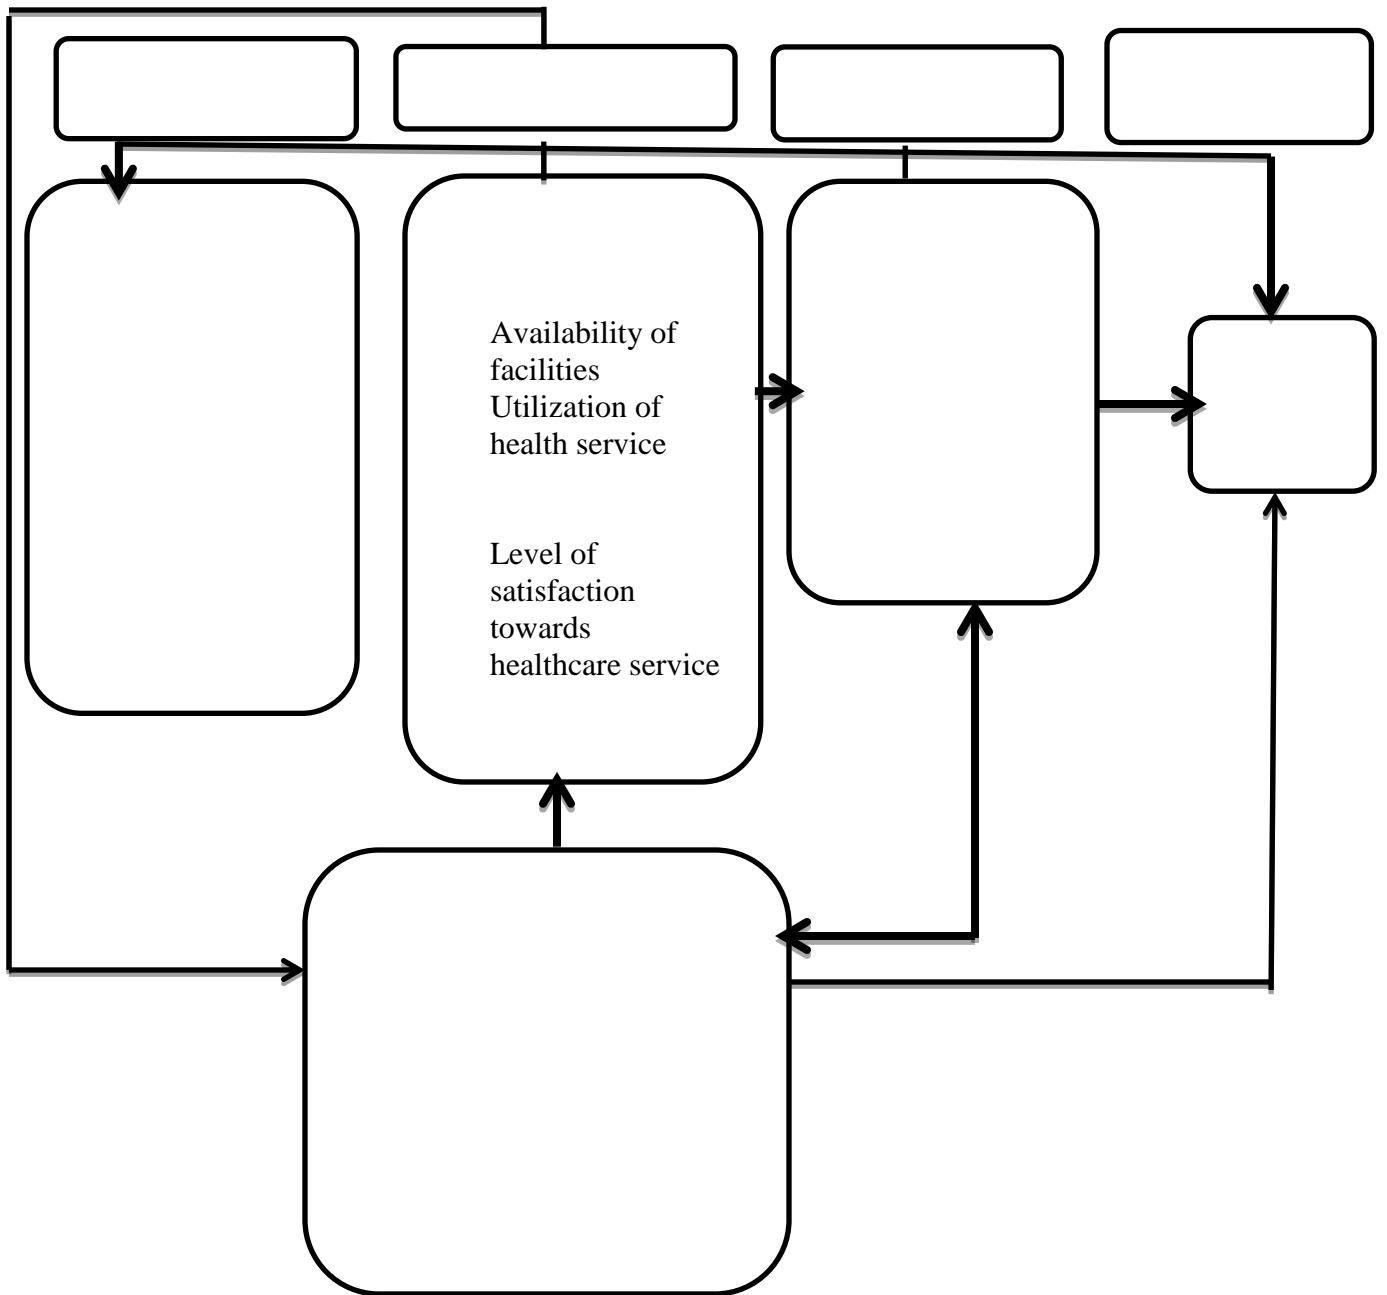 Availability of
facilities
Utilization of
health service
Level of
satisfaction
towards
healthcare service